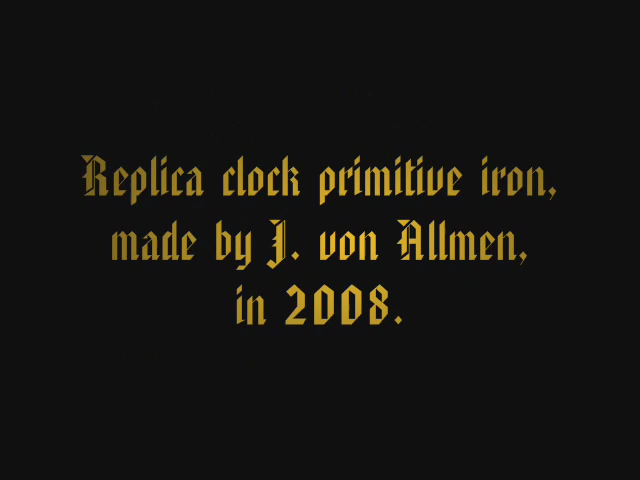 Replica clock primitive iron,
made by J. von Allmen,
in 2008.